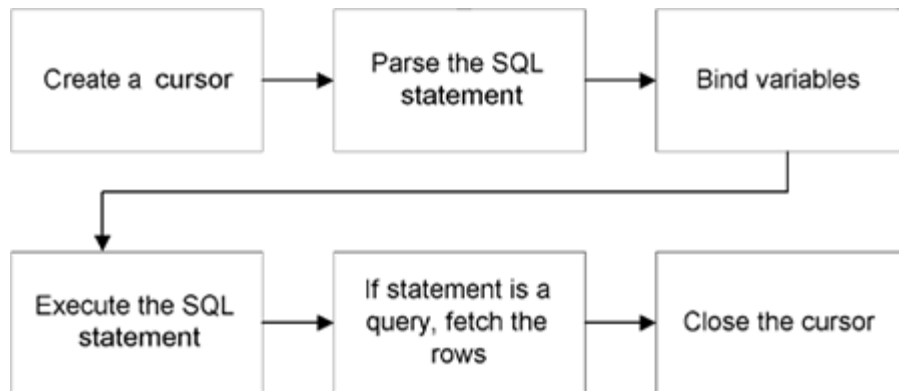 Create a cursor
Parse the SQL
statement
Bind variables
Execute the SQL
statement
If statement is a
query, fetch the
rows
Close the cursor